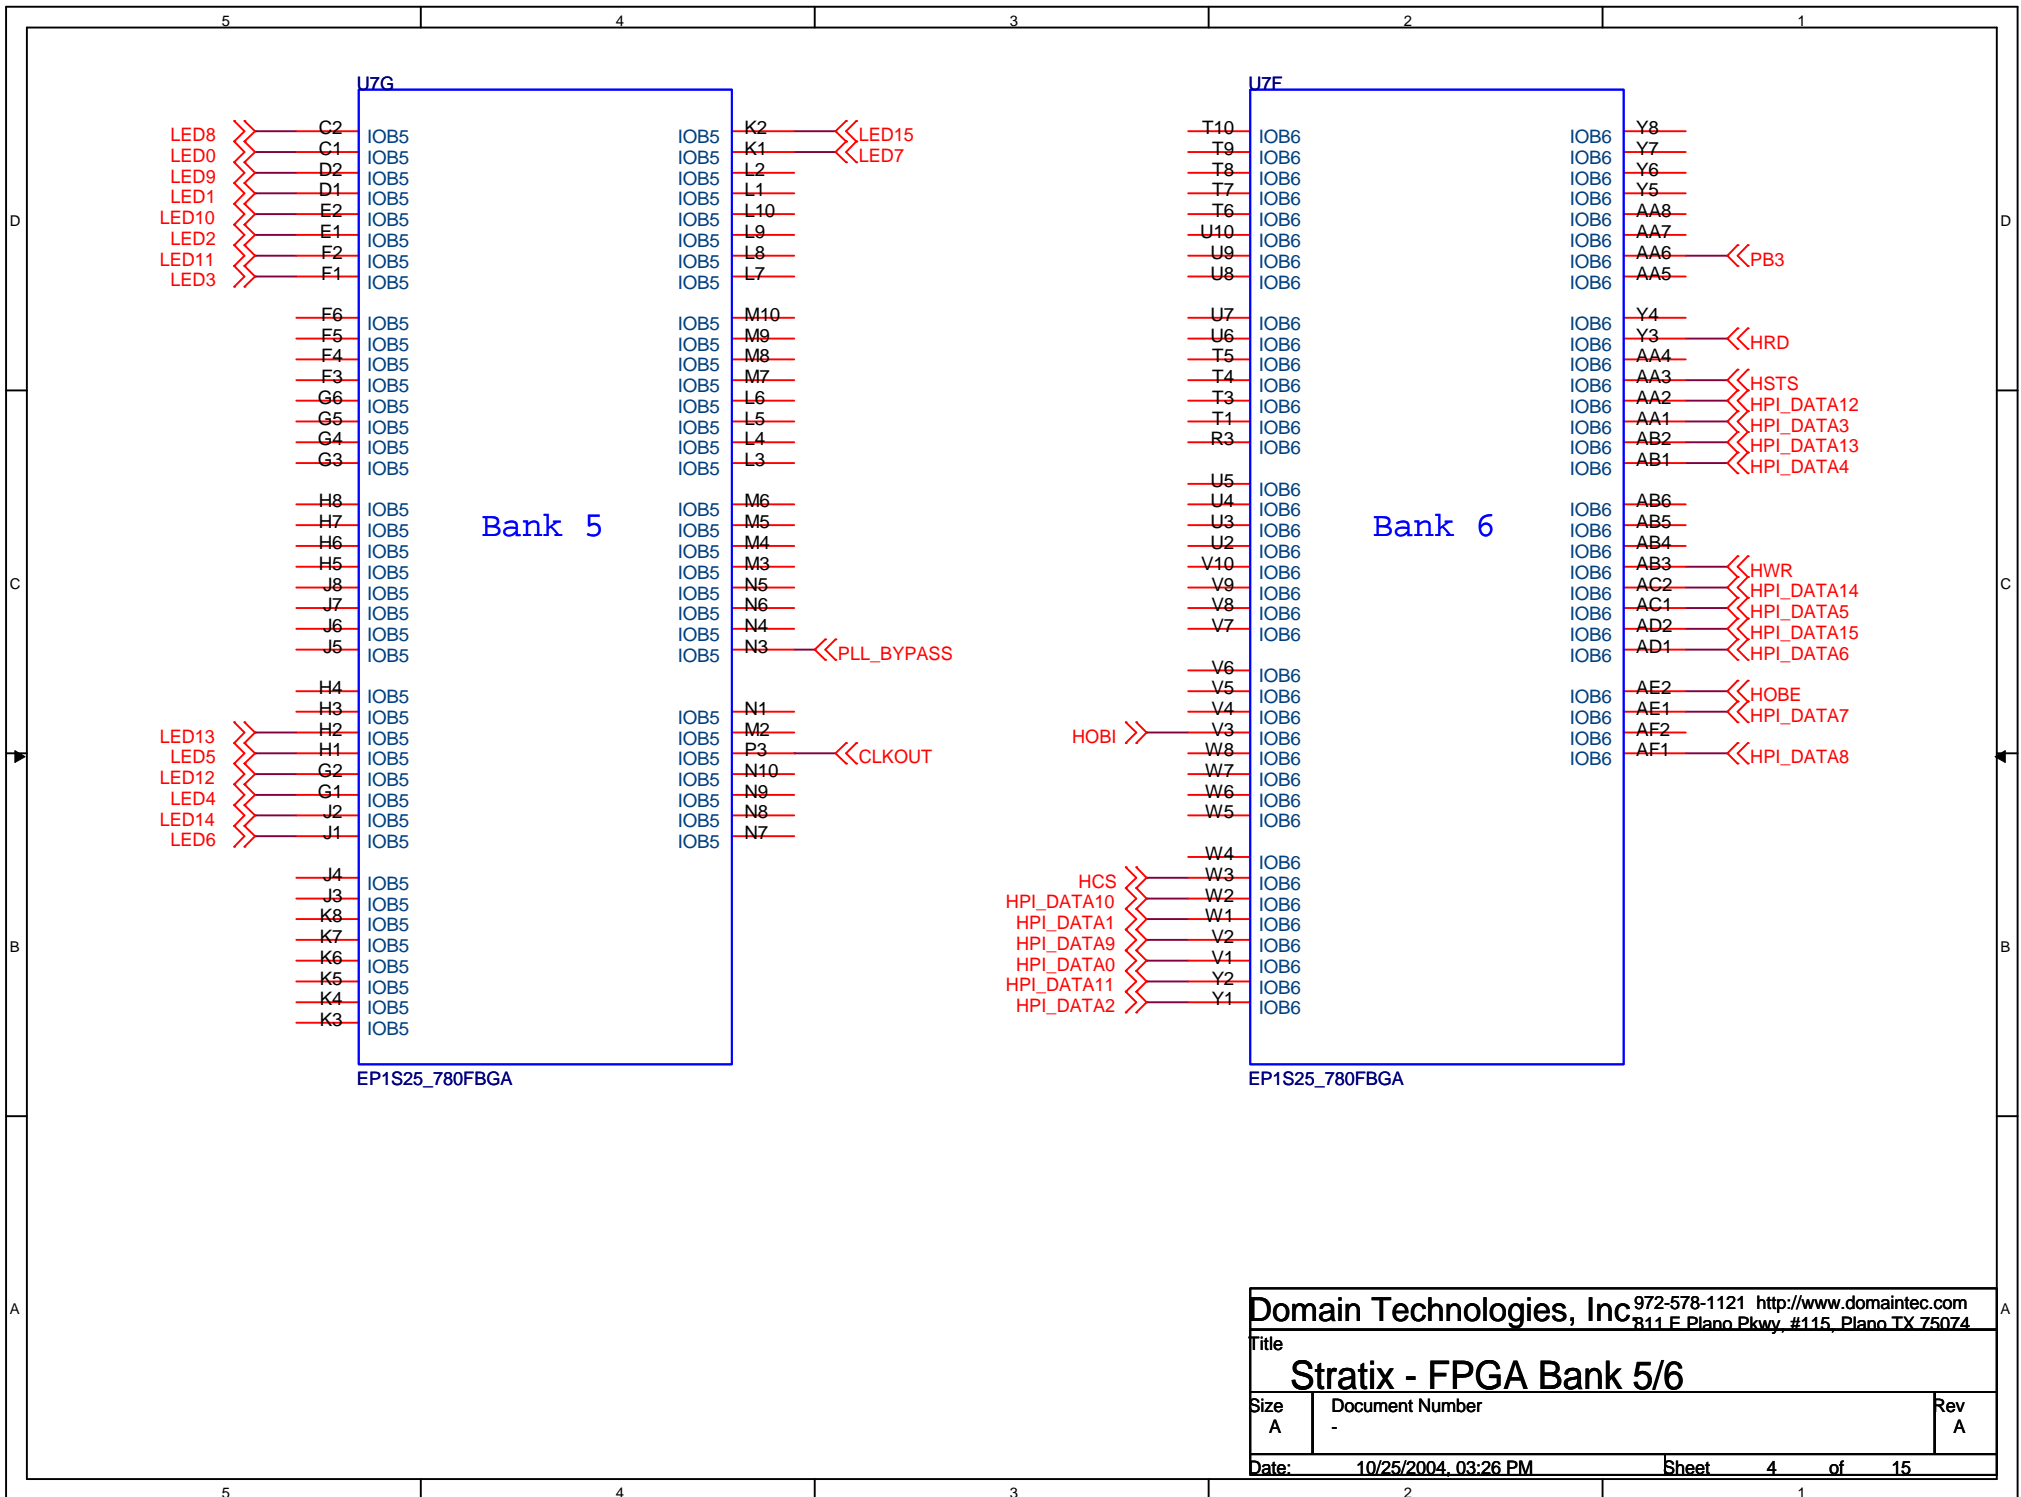 5 4 3 2 1
U7G
LED8 C2 IOB5 IOB5 K2 LED15
LED0 C1 IOB5 IOB5 K1 LED7
LED9 D2 IOB5 IOB5 L2
LED1 D1 IOB5 IOB5 L1
LED10 E2 IOB5 IOB5 L10
LED2 E1 IOB5 IOB5 L9
LED11 F2 IOB5 IOB5 L8
LED3 F1 IOB5 IOB5 L7
F6 IOB5 IOB5 M10
F5 IOB5 IOB5 M9
F4 IOB5 IOB5 M8
F3 IOB5 IOB5 M7
G6 IOB5 IOB5 L6
G5 IOB5 IOB5 L5
G4 IOB5 IOB5 L4
G3 IOB5 IOB5 L3
H8 IOB5 IOB5 M6
Bank 5
H7 IOB5 IOB5 M5
H6 IOB5 IOB5 M4
H5 IOB5 IOB5 M3
J8 IOB5 IOB5 N5
J7 IOB5 IOB5 N6
J6 IOB5 IOB5 N4
J5 IOB5 IOB5 N3 PLL_BYPASS
H4 IOB5
H3 IOB5 IOB5 N1
LED13 H2 IOB5 IOB5 M2
LED5 H1 IOB5 IOB5 P3 CLKOUT
LED12 G2 IOB5 IOB5 N10
LED4 G1 IOB5 IOB5 N9
LED14 J2 IOB5 IOB5 N8
LED6 J1 IOB5 IOB5 N7
J4 IOB5
J3 IOB5
K8 IOB5
K7 IOB5
K6 IOB5
K5 IOB5
K4 IOB5
K3 IOB5
EP1S25_780FBGA
U7F
T10 IOB6 IOB6 Y8
T9 IOB6 IOB6 Y7
T8 IOB6 IOB6 Y6
T7 IOB6 IOB6 Y5
T6 IOB6 IOB6 AA8
U10 IOB6 IOB6 AA7
U9 IOB6 IOB6 AA6 PB3
U8 IOB6 IOB6 AA5
U7 IOB6 IOB6 Y4
U6 IOB6 IOB6 Y3 HRD
T5 IOB6 IOB6 AA4
T4 IOB6 IOB6 AA3 HSTS
T3 IOB6 IOB6 AA2 HPI_DATA12
T1 IOB6 IOB6 AA1 HPI_DATA3
R3 IOB6 IOB6 AB2 HPI_DATA13
IOB6 AB1 HPI_DATA4
U5 IOB6
U4 IOB6 IOB6 AB6
Bank 6
U3 IOB6 IOB6 AB5
U2 IOB6 IOB6 AB4
V10 IOB6 IOB6 AB3 HWR
V9 IOB6 IOB6 AC2 HPI_DATA14
V8 IOB6 IOB6 AC1 HPI_DATA5
V7 IOB6 IOB6 AD2 HPI_DATA15
IOB6 AD1 HPI_DATA6
V6 IOB6
V5 IOB6 IOB6 AE2 HOBE
V4 IOB6 IOB6 AE1 HPI_DATA7
HOBI V3 IOB6 IOB6 AF2
W8 IOB6 IOB6 AF1 HPI_DATA8
W7 IOB6
W6 IOB6
W5 IOB6
W4 IOB6
HCS W3 IOB6
HPI_DATA10 W2 IOB6
HPI_DATA1 W1 IOB6
HPI_DATA9 V2 IOB6
HPI_DATA0 V1 IOB6
HPI_DATA11 Y2 IOB6
HPI_DATA2 Y1 IOB6
EP1S25_780FBGA
D D
C C
B B
A A
Domain Technologies, Inc. 972-578-1121 http://www.domaintec.com
811 E Plano Pkwy, #115, Plano TX 75074
Title
Stratix - FPGA Bank 5/6
Size Document Number Rev
A - A
Date: 10/25/2004, 03:26 PM Sheet 4 of 15
5 4 3 2 1